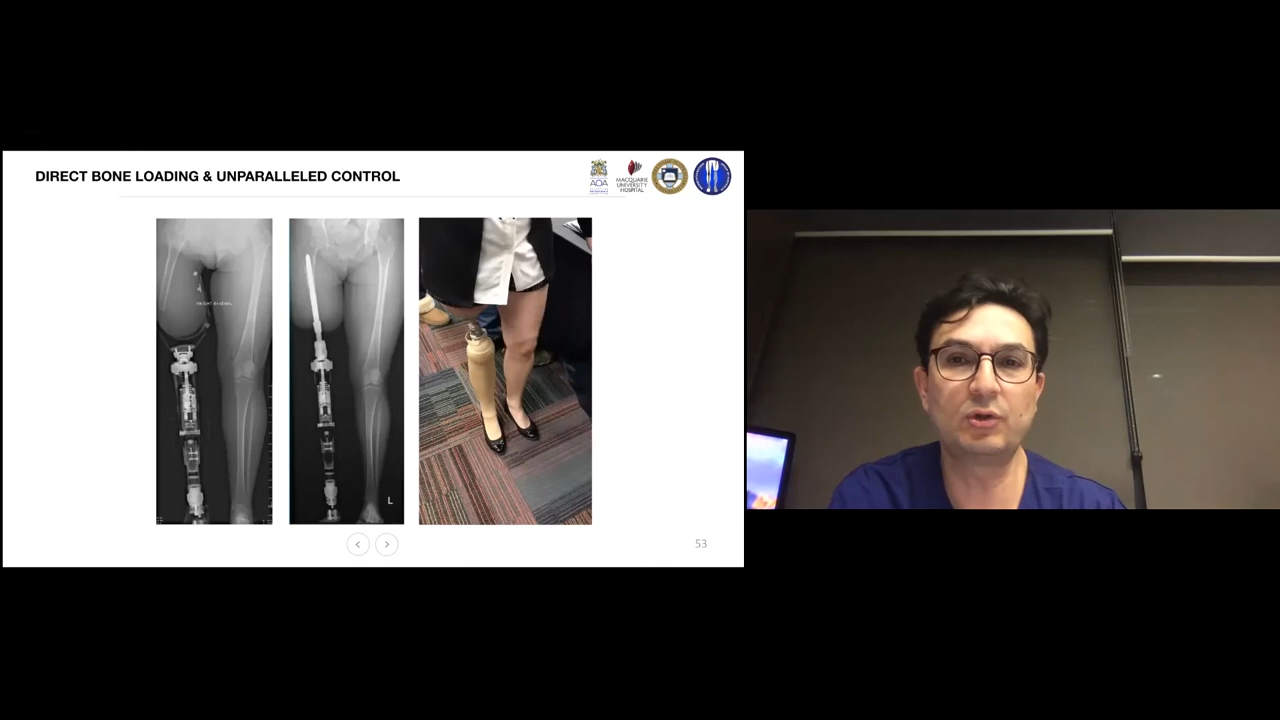 DIRECT BONE LOADING & UNPARALLELED CONTROL
AOA
MACQUARIE
UNIVERSITY
HOSPITAL
L
53